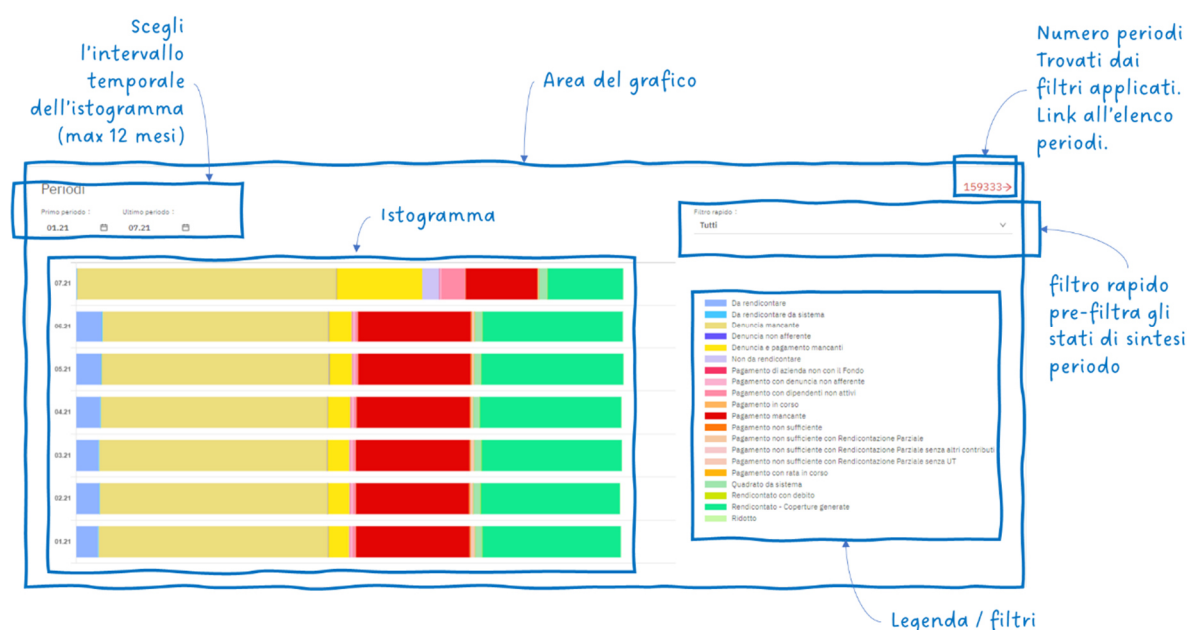 Scegli
l'intervallo
temporale
dell'istogramma
(max 12 mesi)
Area del grafico
Numero periodi
Trovati dai
filtri applicati.
Link all'elenco
periodi.
Periodi
159333→
Primo periodo :
Ultimo periodo :
01.21
07.21
Istogramma
Filtro rapido :
Tutti
filtro rapido
pre-filtra gli
stati di sintesi
periodo
07.21
06.21
05.21
04.21
03.21
02.21
01.21
Da rendicontare
Da rendicontare da sistema
Denuncia mancante
Denuncia non afferente
Denuncia e pagamento mancanti
Non da rendicontare
Pagamento di azienda non con il Fondo
Pagamento con denuncia non afferente
Pagamento con dipendenti non attivi
Pagamento in corso
Pagamento mancante
Pagamento non sufficiente
Pagamento non sufficiente con Rendicontazione Parziale
Pagamento non sufficiente con Rendicontazione Parziale senza altri contributi
Pagamento non sufficiente con Rendicontazione Parziale senza UT
Pagamento con rata in corso
Quadrato da sistema
Rendicontato con debito
Rendicontato - Coperture generate
Ridotto
Legenda / filtri